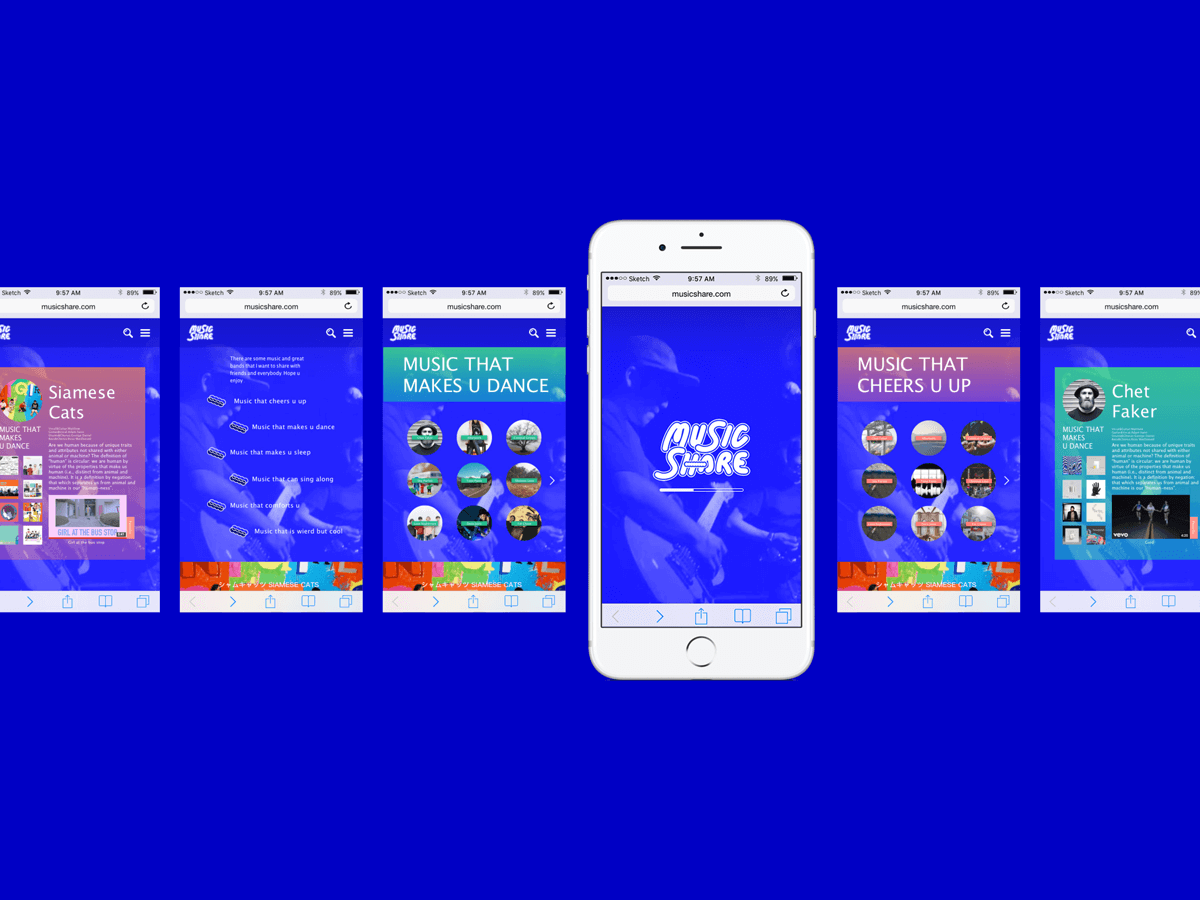 Sketch 9:57 AM 89%
musicshare.com
MUSIC
SHARE
Siamese
Cats
MUSIC THAT
MAKES
U DANCE
Are we human because of unique traits
and attributes not shared with either
animal or machine? The definition of
"human" is circular: we are human by
virtue of the properties that make us
human (i.e., distinct from animal and
machine). It is a definition by negation:
that which separates us from animal and
machine is our "human-ness".
GIRL AT THE BUS STOP
Girl at the bus stop
Sketch 9:57 AM 89%
musicshare.com
MUSIC
SHARE
There are some music and great
bands that I want to share with
friends and everybody. Hope u
enjoy
Music that cheers u up
Music that makes u dance
Music that makes u sleep
Music that can sing along
Music that comforts u
Music that is wierd but cool
シャムキャッツ SIAMESE CATS
Sketch 9:57 AM 89%
musicshare.com
MUSIC
SHARE
MUSIC THAT
MAKES U DANCE
シャムキャッツ SIAMESE CATS
Sketch 9:57 AM 89%
musicshare.com
MUSIC
SHARE
Sketch 9:57 AM 89%
musicshare.com
MUSIC
SHARE
MUSIC THAT
CHEERS U UP
シャムキャッツ SIAMESE CATS
Sketch 9:57 AM 89
musicshare.com
MUSIC
SHARE
Chet
Faker
MUSIC THAT
MAKES
U DANCE
Are we human because of unique traits
and attributes not shared with either
animal or machine? The definition of
"human" is circular: we are human by
virtue of the properties that make us
human (i.e., distinct from animal and
machine). It is a definition by negation:
that which separates us from animal and
machine is our "human-ness".
vevo 4:20